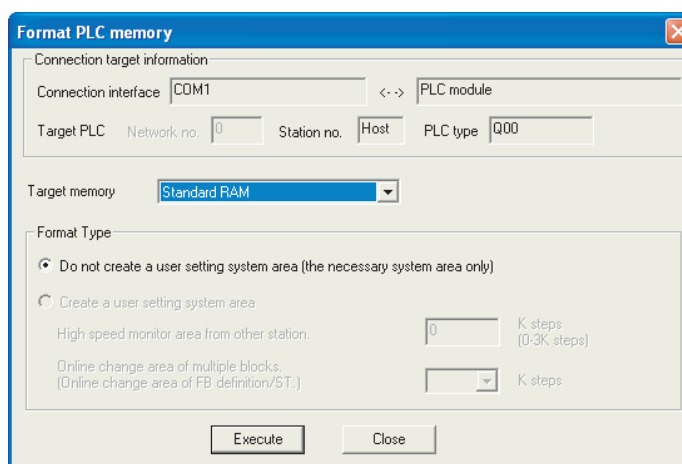 Format PLC memory
Connection target information
Connection interface COM1 <--> PLC module
Target PLC Network no. 0 Station no. Host PLC type Q00
Target memory Standard RAM
Format Type
Do not create a user setting system area (the necessary system area only)
Create a user setting system area
High speed monitor area from other station. 0 K steps
(0-3K steps)
Online change area of multiple blocks.
(Online change area of FB definition/ST.) K steps
Execute Close